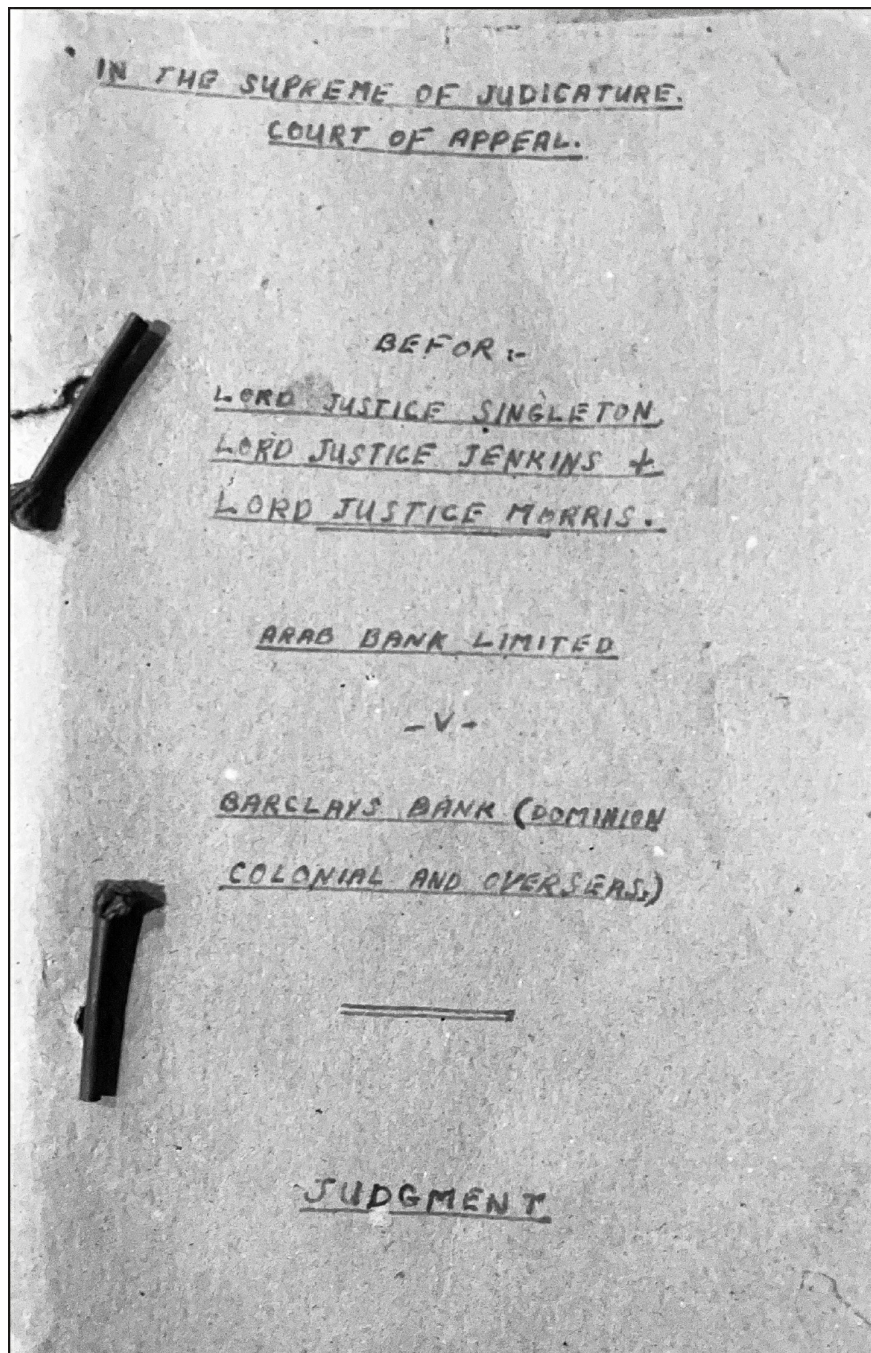 IN THE SUPREME OF JUDICATURE.
COURT OF APPEAL.
BEFOR :-
LORD JUSTICE SINGLETON,
LORD JUSTICE JENKINS +
LORD JUSTICE MORRIS.
ARAB BANK LIMITED
- V -
BARCLAYS BANK (DOMINION
COLONIAL AND OVERSEAS.)
JUDGMENT